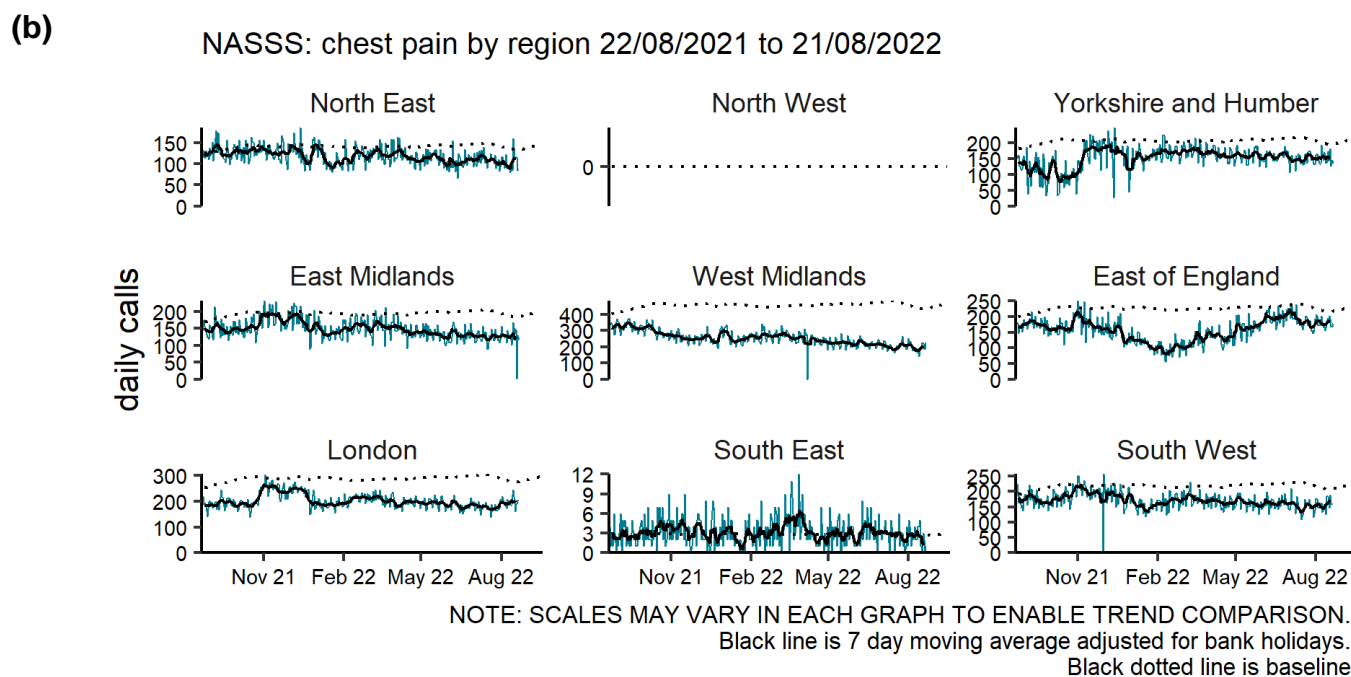 (b)
NASSS: chest pain by region 22/08/2021 to 21/08/2022
North East
150
100
50
0
North West
0
Yorkshire and Humber
200
150
100
50
0
daily calls
East Midlands
200
150
100
50
0
West Midlands
400
300
200
100
0
East of England
250
200
150
100
50
0
London
300
200
100
0
Nov 21 Feb 22 May 22 Aug 22
South East
12
9
6
3
0
Nov 21 Feb 22 May 22 Aug 22
South West
250
200
150
100
50
0
Nov 21 Feb 22 May 22 Aug 22
NOTE: SCALES MAY VARY IN EACH GRAPH TO ENABLE TREND COMPARISON.
Black line is 7 day moving average adjusted for bank holidays.
Black dotted line is baseline